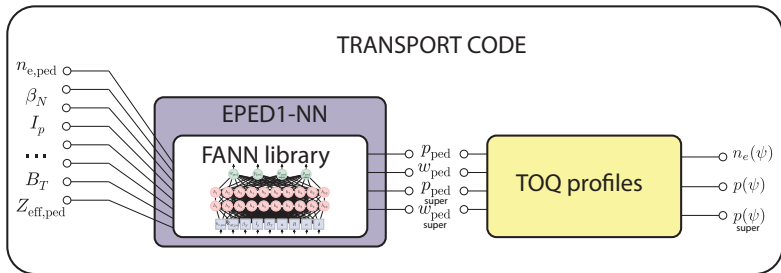 TRANSPORT CODE
n_e,ped
β_N
I_p
...
B_T
Z_eff,ped
EPED1-NN
FANN library
p_ped
w_ped
p_ped super
w_ped super
TOQ profiles
n_e(ψ)
p(ψ)
p(ψ) super